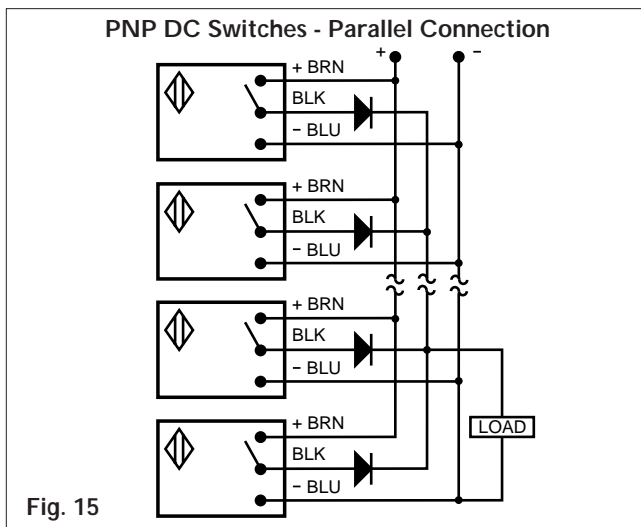 PNP DC Switches - Parallel Connection
+ -
+ BRN
BLK
– BLU
+ BRN
BLK
– BLU
+ BRN
BLK
– BLU
+ BRN
BLK
– BLU
LOAD
Fig. 15